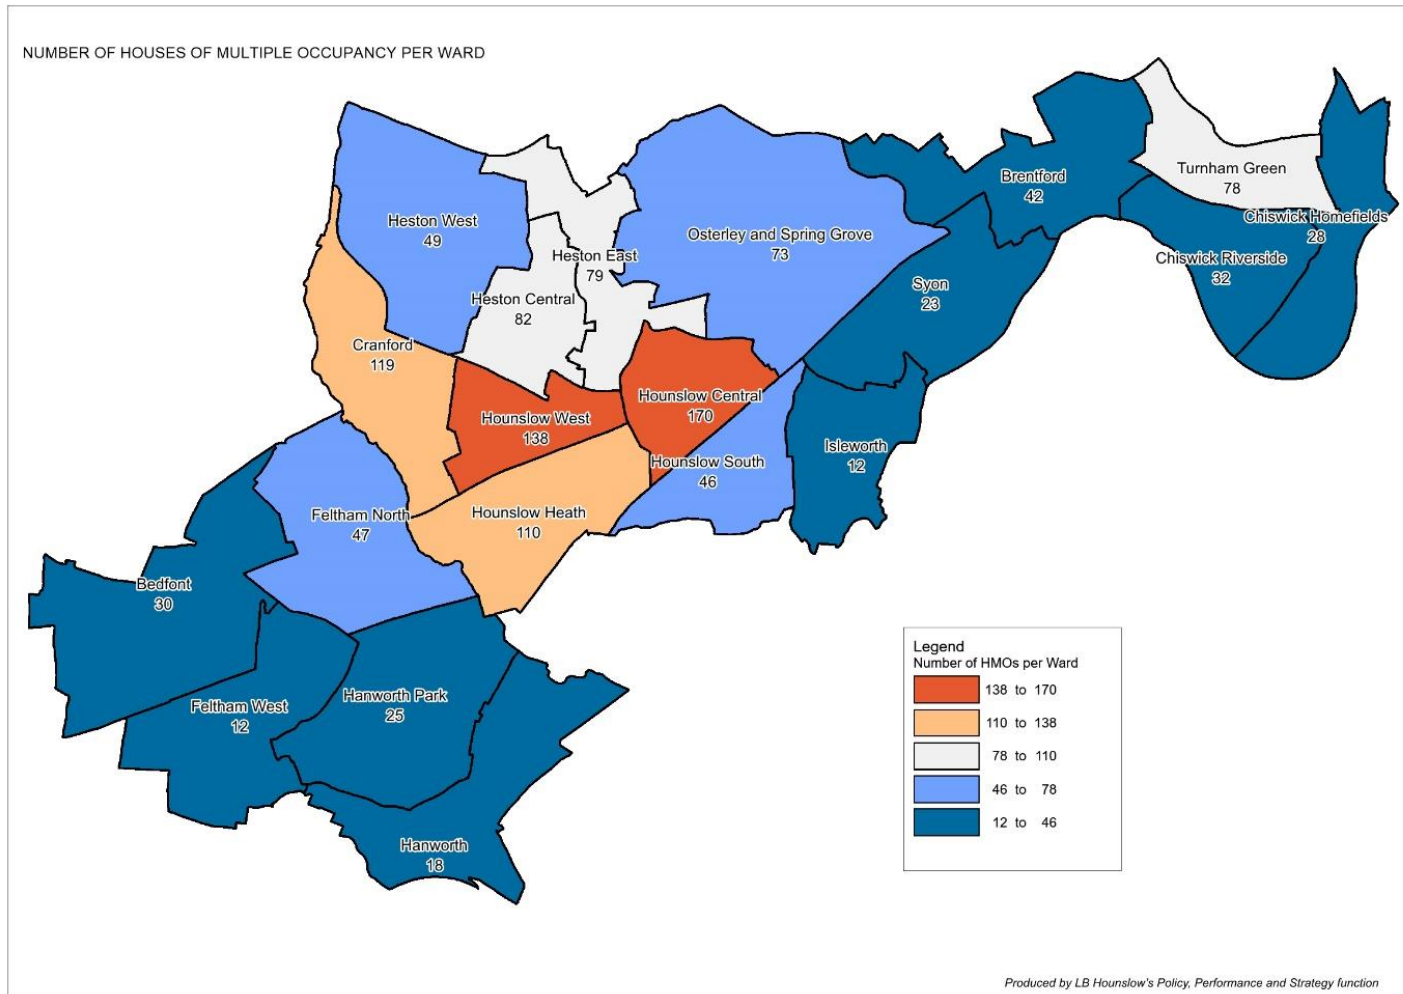 NUMBER OF HOUSES OF MULTIPLE OCCUPANCY PER WARD
Heston West
49
Heston East
79
Heston Central
82
Osterley and Spring Grove
73
Brentford
42
Turnham Green
78
Chiswick Homefields
28
Chiswick Riverside
32
Syon
23
Cranford
119
Hounslow West
138
Hounslow Central
170
Hounslow South
46
Isleworth
12
Feltham North
47
Hounslow Heath
110
Bedfont
30
Feltham West
12
Hanworth Park
25
Hanworth
18
Legend
Number of HMOs per Ward
138 to 170
110 to 138
78 to 110
46 to 78
12 to 46
Produced by LB Hounslow's Policy, Performance and Strategy function